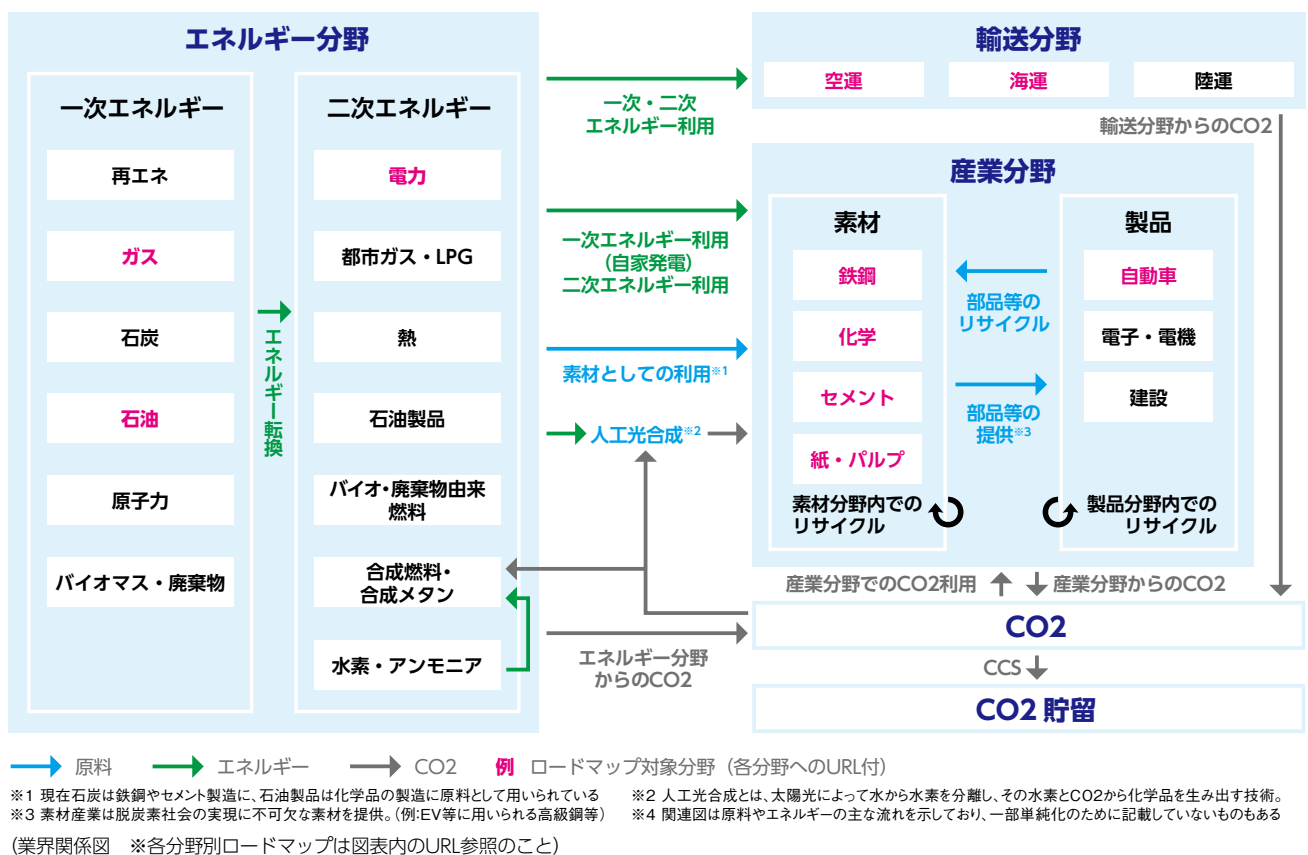 エネルギー分野
一次エネルギー
再エネ
ガス
石炭
石油
原子力
バイオマス・廃棄物
エネルギー転換
二次エネルギー
電力
都市ガス・LPG
熱
石油製品
バイオ・廃棄物由来
燃料
合成燃料・
合成メタン
水素・アンモニア
一次・二次
エネルギー利用
一次エネルギー利用
(自家発電)
二次エネルギー利用
素材としての利用※1
人工光合成※2
エネルギー分野
からのCO2
輸送分野
空運
海運
陸運
輸送分野からのCO2
産業分野
素材
鉄鋼
化学
セメント
紙・パルプ
素材分野内での
リサイクル
部品等の
リサイクル
部品等の
提供※3
製品
自動車
電子・電機
建設
製品分野内での
リサイクル
産業分野でのCO2利用
産業分野からのCO2
CO2
CCS
CO2 貯留
原料
エネルギー
CO2
例 ロードマップ対象分野（各分野へのURL付）
※1 現在石炭は鉄鋼やセメント製造に、石油製品は化学品の製造に原料として用いられている
※2 人工光合成とは、太陽光によって水から水素を分離し、その水素とCO2から化学品を生み出す技術。
※3 素材産業は脱炭素社会の実現に不可欠な素材を提供。(例:EV等に用いられる高級鋼等)
※4 関連図は原料やエネルギーの主な流れを示しており、一部単純化のために記載していないものもある
(業界関係図　※各分野別ロードマップは図表内のURL参照のこと)